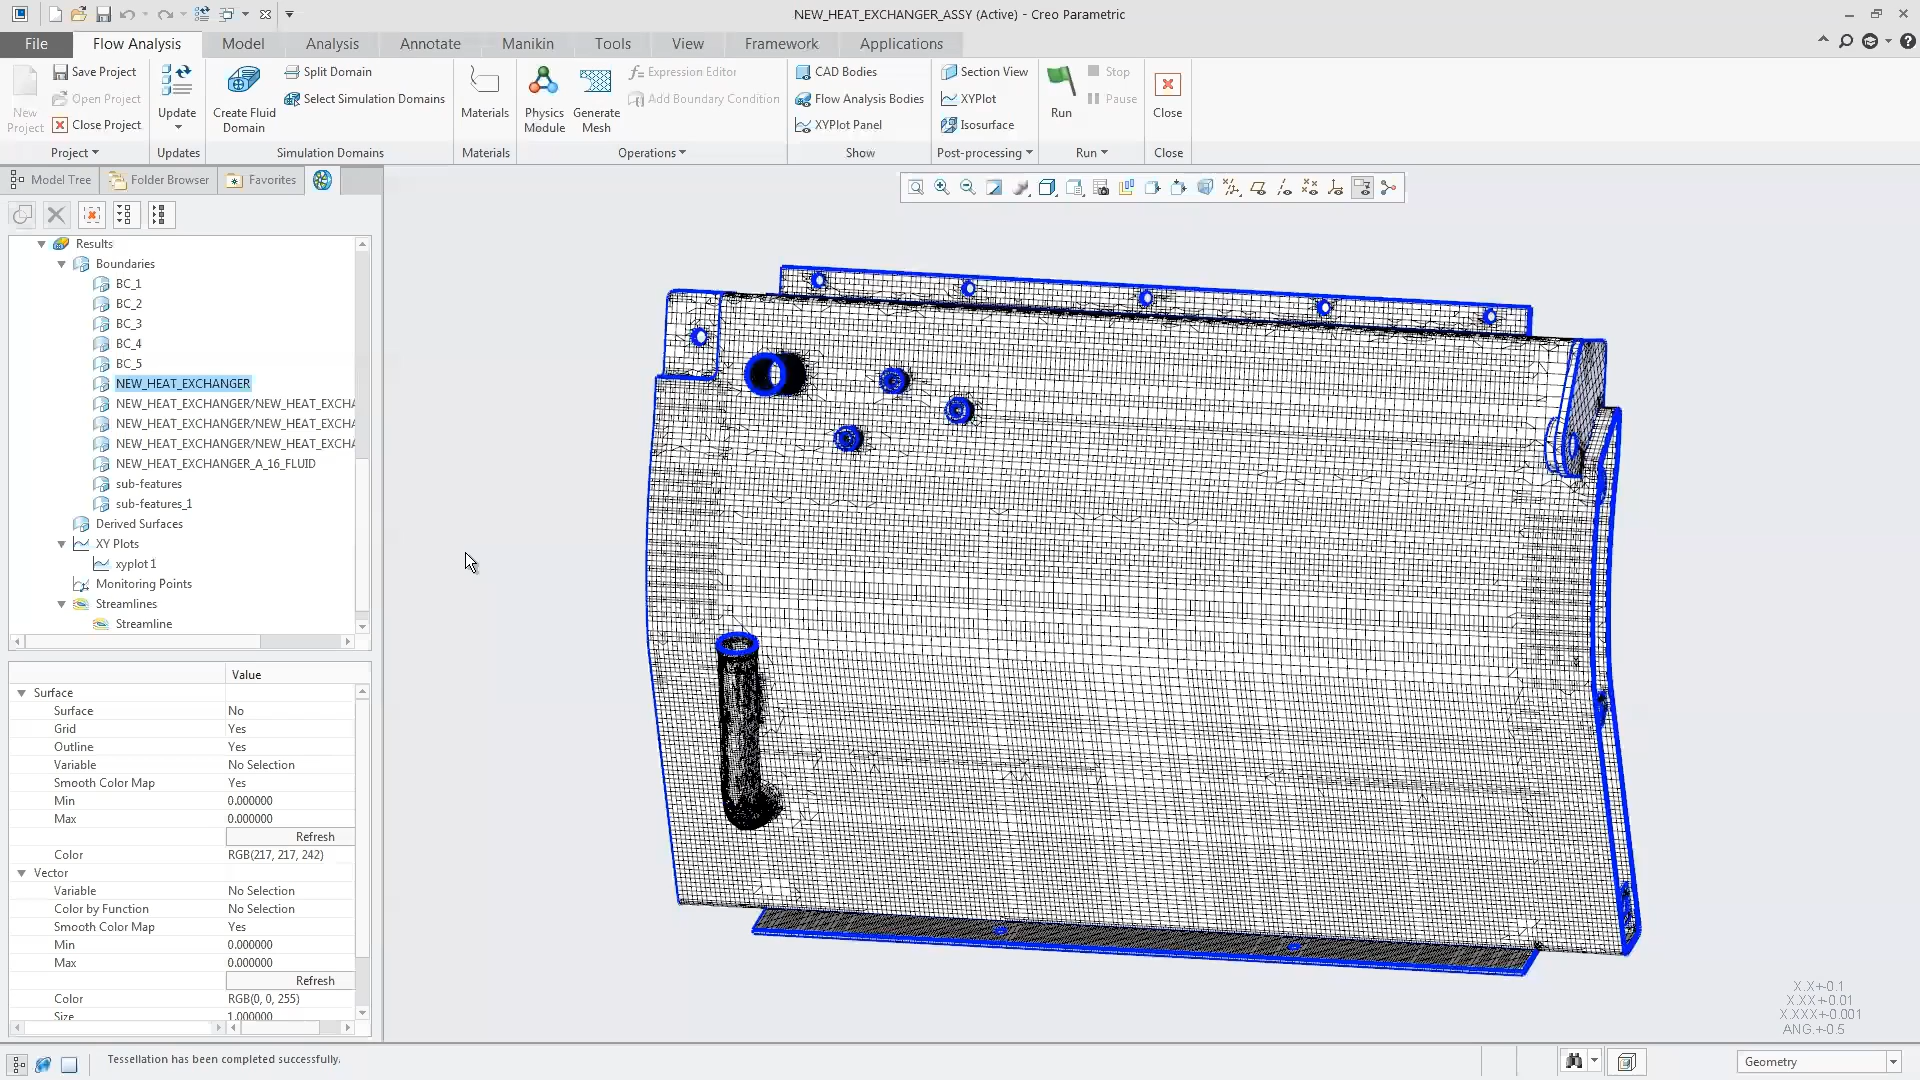 NEW_HEAT_EXCHANGER_ASSY (Active) - Creo Parametric
File
Flow Analysis
Model
Analysis
Annotate
Manikin
Tools
View
Framework
Applications
New
Project
Save Project
Open Project
Close Project
Project
Update
Updates
Create Fluid
Domain
Split Domain
Select Simulation Domains
Simulation Domains
Materials
Materials
Physics
Module
Generate
Mesh
Expression Editor
Add Boundary Condition
Operations
CAD Bodies
Flow Analysis Bodies
XYPlot Panel
Show
Section View
XYPlot
Isosurface
Post-processing
Run
Stop
Pause
Run
Close
Close
Model Tree
Folder Browser
Favorites
Results
Boundaries
BC_1
BC_2
BC_3
BC_4
BC_5
NEW_HEAT_EXCHANGER
NEW_HEAT_EXCHANGER/NEW_HEAT_EXCHA
NEW_HEAT_EXCHANGER/NEW_HEAT_EXCHA
NEW_HEAT_EXCHANGER/NEW_HEAT_EXCHA
NEW_HEAT_EXCHANGER_A_16_FLUID
sub-features
sub-features_1
Derived Surfaces
XY Plots
xyplot 1
Monitoring Points
Streamlines
Streamline
Value
Surface
Surface No
Grid Yes
Outline Yes
Variable No Selection
Smooth Color Map Yes
Min 0.000000
Max 0.000000
Refresh
Color RGB(217, 217, 242)
Vector
Variable No Selection
Color by Function No Selection
Smooth Color Map Yes
Min 0.000000
Max 0.000000
Refresh
Color RGB(0, 0, 255)
Size 1.000000
X.X+-0.1
X.XX+-0.01
X.XXX+-0.001
ANG.+-0.5
Tessellation has been completed successfully.
Geometry